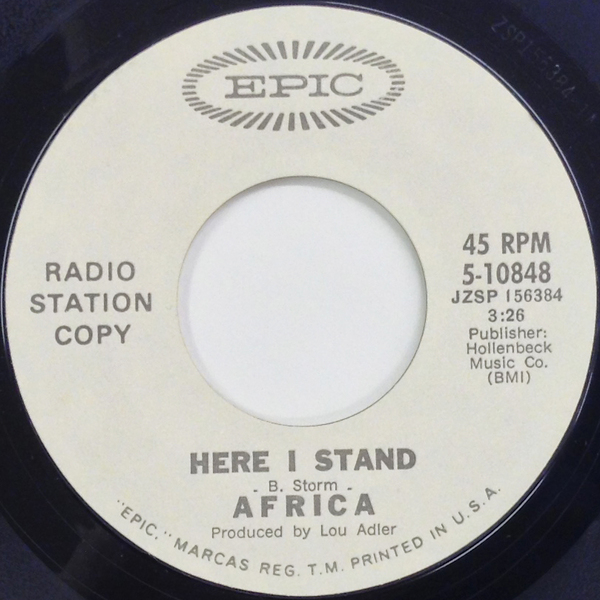 EPIC
RADIO
STATION
COPY
45 RPM
5-10848
JZSP 156384
3:26
Publisher:
Hollenbeck
Music Co.
(BMI)
HERE I STAND
- B. Storm -
AFRICA
Produced by Lou Adler
"EPIC," MARCAS REG. T.M. PRINTED IN U.S.A.